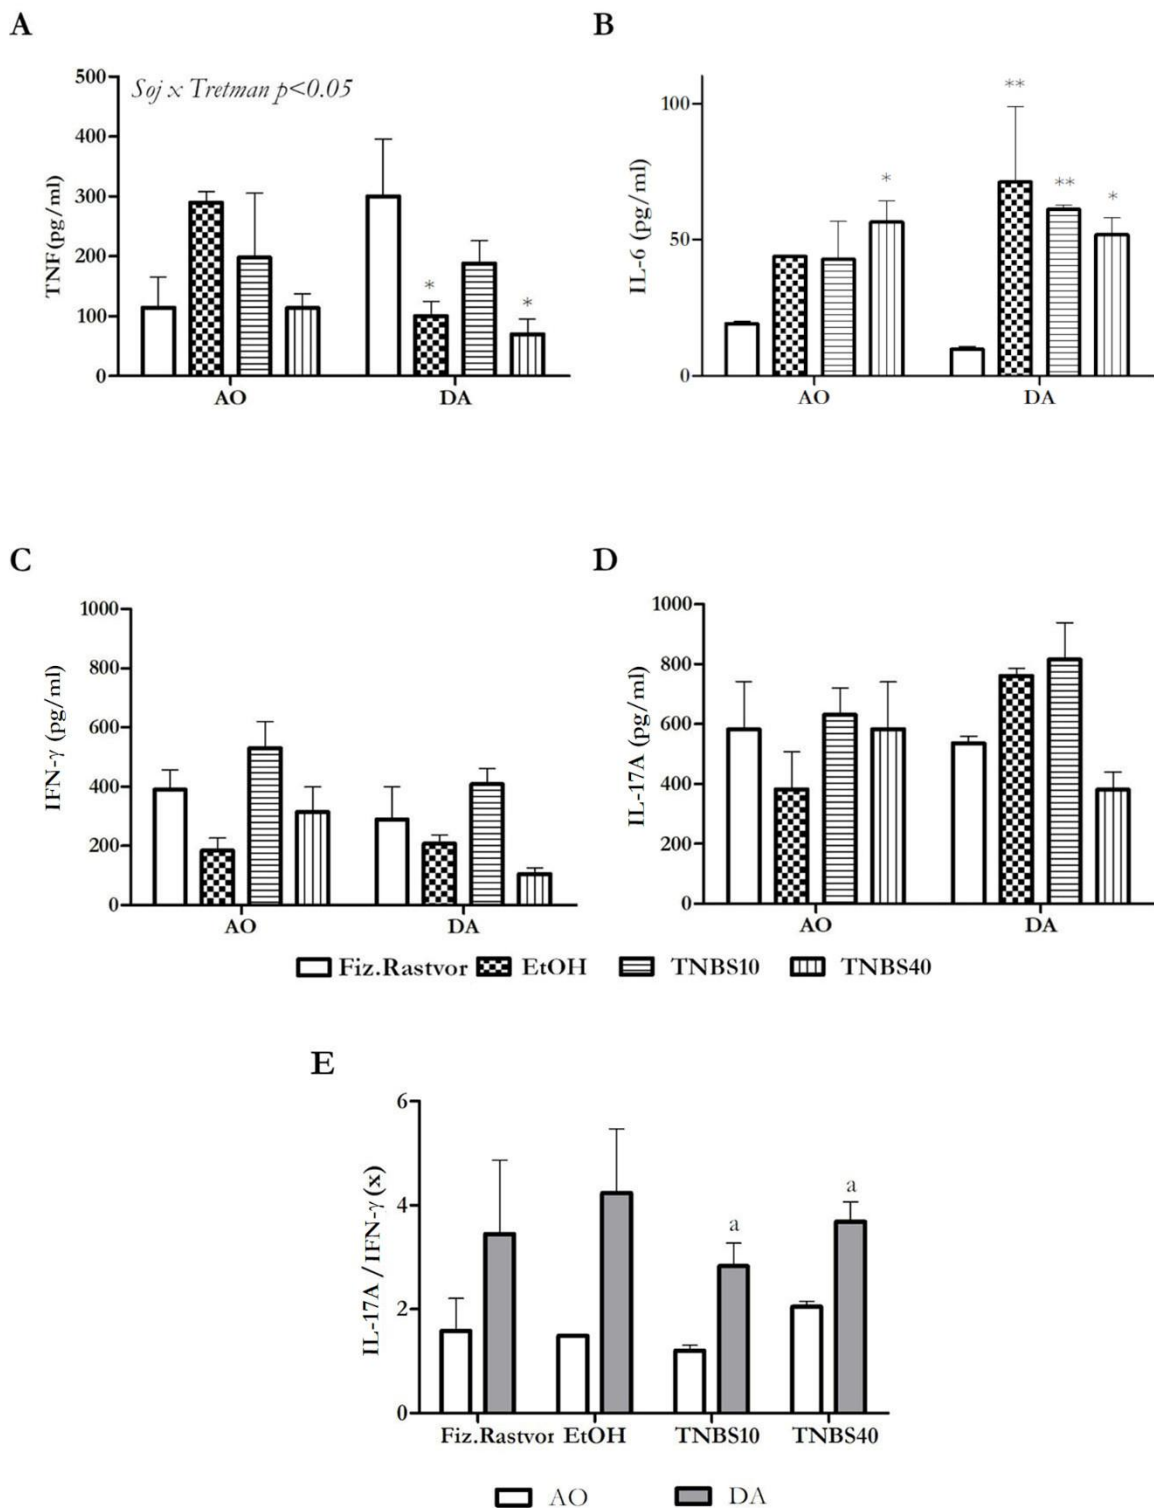 A
Soj x Tretman p<0.05
TNF(pg/ml)
500
400
300
200
100
0
*
*
AO
DA
B
IL-6 (pg/ml)
100
50
0
*
**
**
*
AO
DA
C
IFN-γ (pg/ml)
1000
800
600
400
200
0
AO
DA
D
IL-17A (pg/ml)
1000
800
600
400
200
0
AO
DA
Fiz.Rastvor EtOH TNBS10 TNBS40
E
IL-17A/IFN-γ(x)
6
4
2
0
a
a
Fiz.Rastvor EtOH TNBS10 TNBS40
AO DA